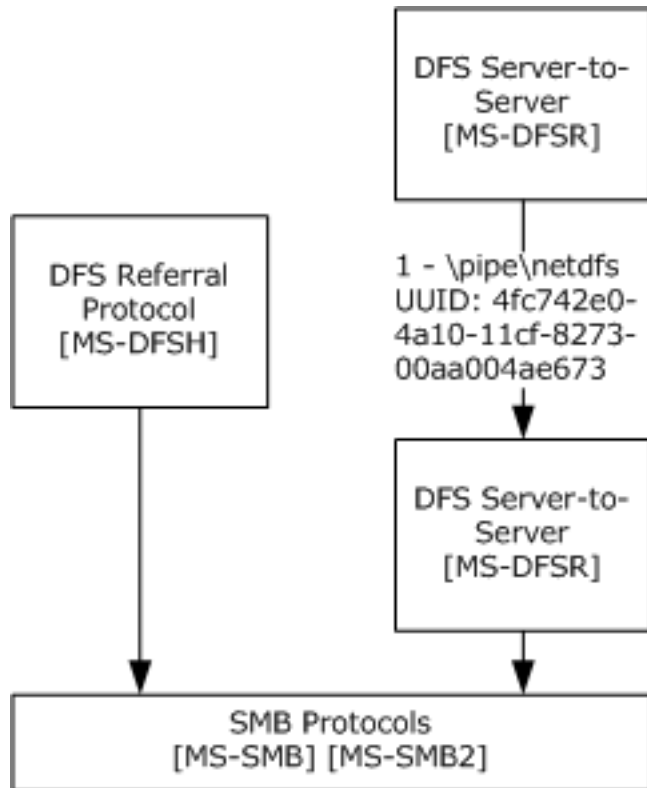 DFS Server-to-
Server
[MS-DFSR]
DFS Referral
Protocol
[MS-DFSH]
1 - \pipe\netdfs
UUID: 4fc742e0-
4a10-11cf-8273-
00aa004ae673
DFS Server-to-
Server
[MS-DFSR]
SMB Protocols
[MS-SMB] [MS-SMB2]